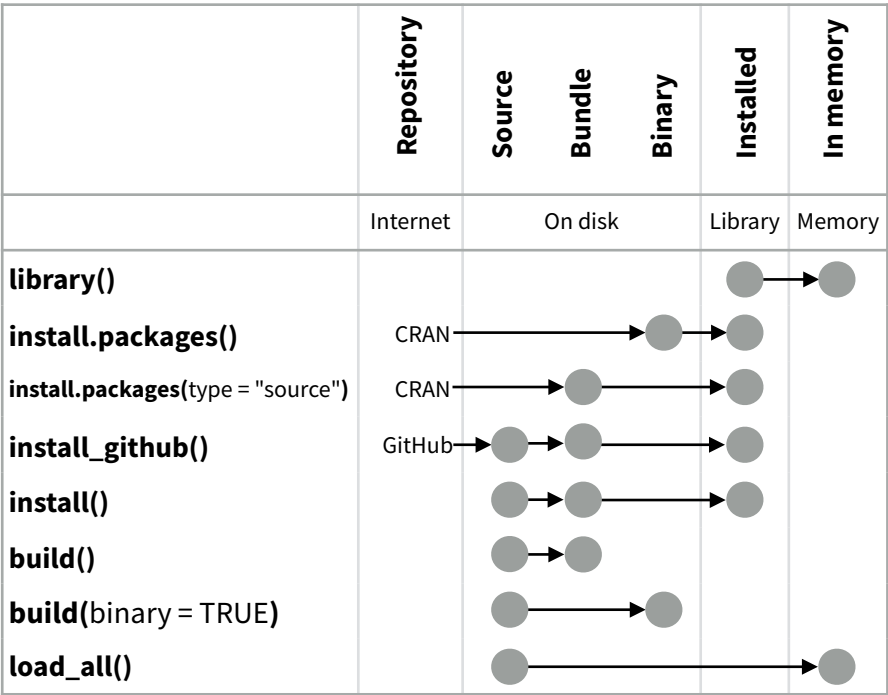 Repository
Source
Bundle
Binary
Installed
In memory
Internet
On disk
Library
Memory
library()
install.packages()
CRAN
install.packages(type = "source")
CRAN
install_github()
GitHub
install()
build()
build(binary = TRUE)
load_all()